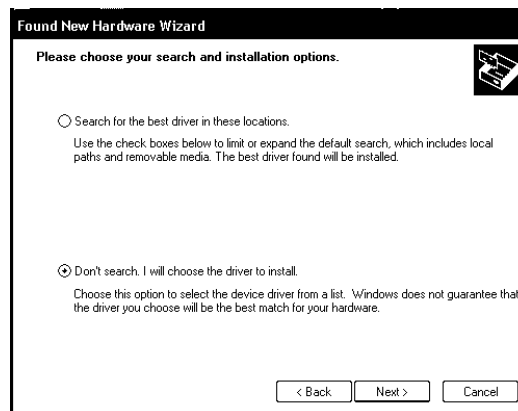 Found New Hardware Wizard
Please choose your search and installation options.
Search for the best driver in these locations.
Use the check boxes below to limit or expand the default search, which includes local
paths and removable media. The best driver found will be installed.
Don't search. I will choose the driver to install.
Choose this option to select the device driver from a list. Windows does not guarantee that
the driver you choose will be the best match for your hardware.
< Back Next > Cancel